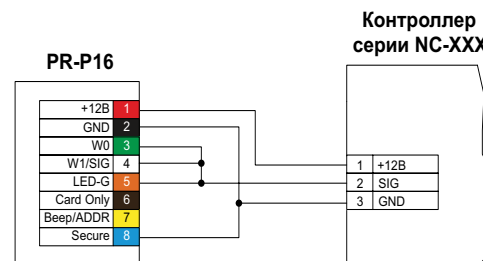 Контроллер
серии NC-XXX
PR-P16
+12В 1
GND 2
W0 3
W1/SIG 4
LED-G 5
Card Only 6
Beep/ADDR 7
Secure 8
1 +12В
2 SIG
3 GND